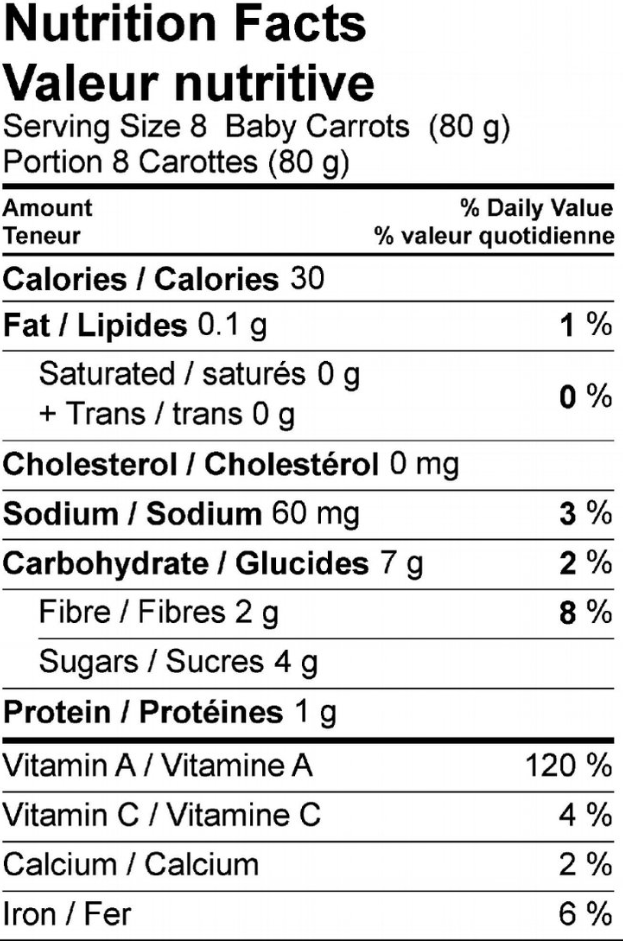 Nutrition Facts
Valeur nutritive
Serving Size 8 Baby Carrots (80 g)
Portion 8 Carottes (80 g)
Amount % Daily Value
Teneur % valeur quotidienne
Calories / Calories 30
Fat / Lipides 0.1 g 1 %
Saturated / saturés 0 g
+ Trans / trans 0 g 0 %
Cholesterol / Cholestérol 0 mg
Sodium / Sodium 60 mg 3 %
Carbohydrate / Glucides 7 g 2 %
Fibre / Fibres 2 g 8 %
Sugars / Sucres 4 g
Protein / Protéines 1 g
Vitamin A / Vitamine A 120 %
Vitamin C / Vitamine C 4 %
Calcium / Calcium 2 %
Iron / Fer 6 %